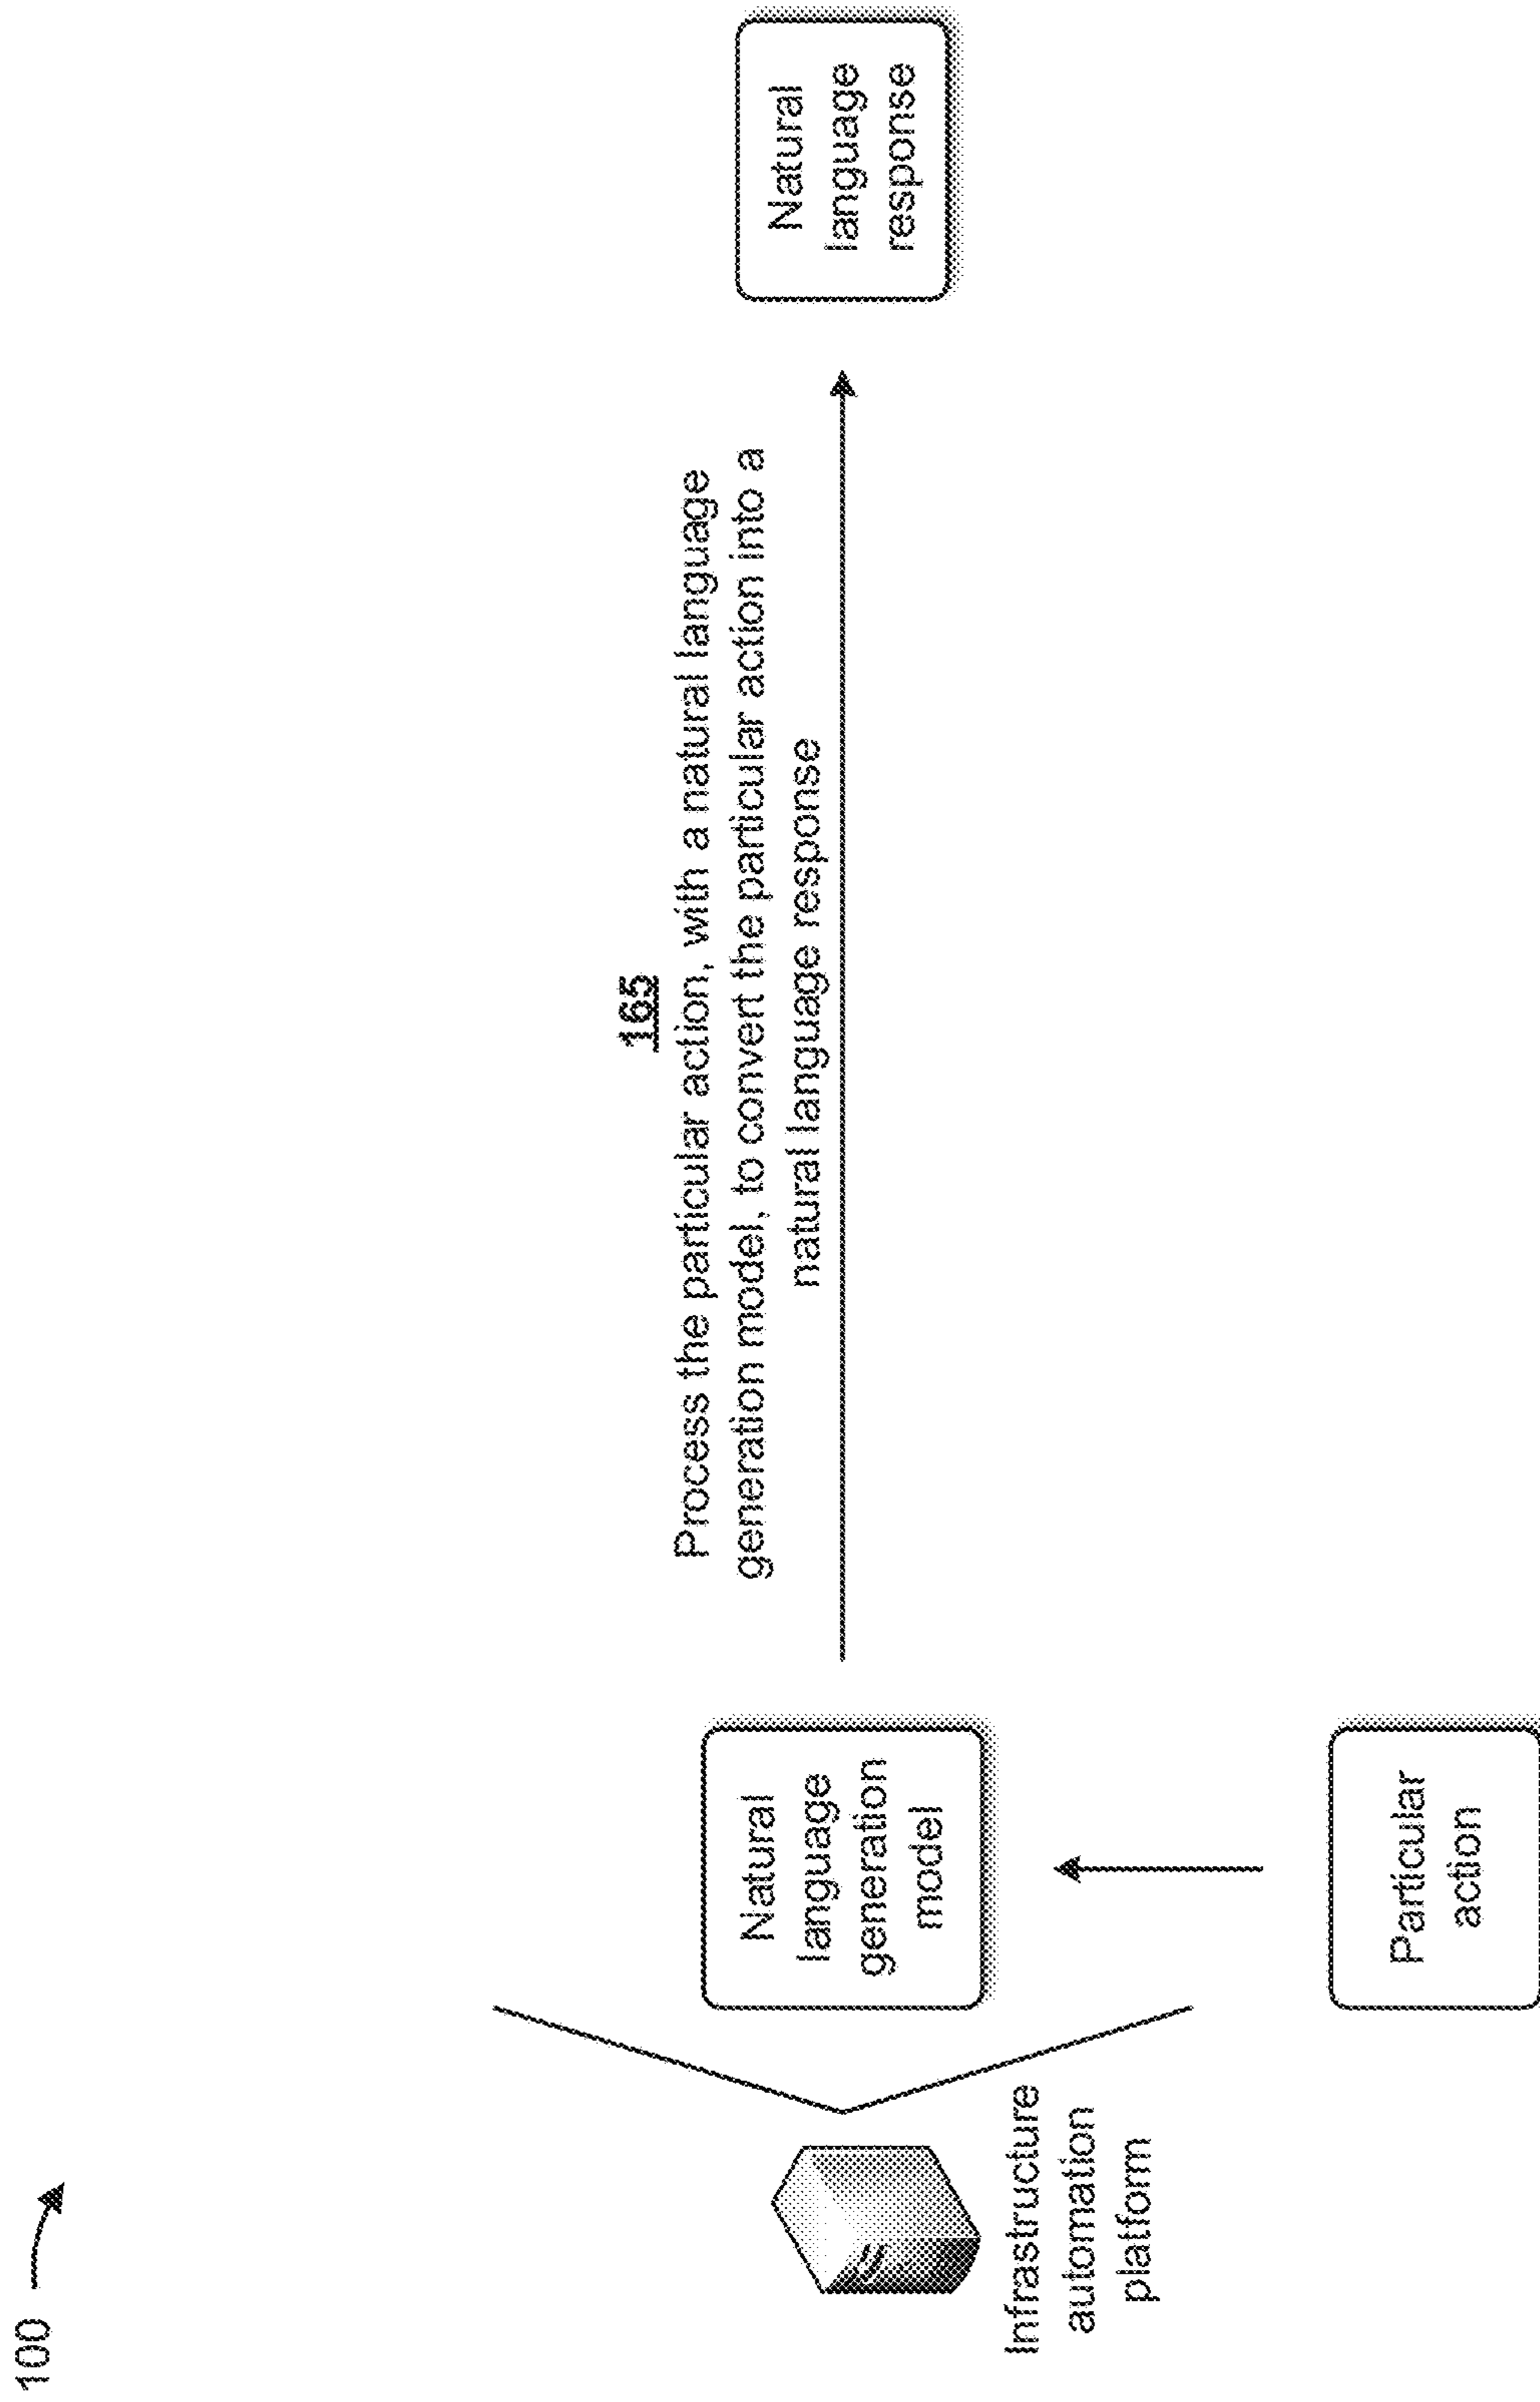 100
165
Process the particular action, with a natural language
generation model, to convert the particular action into a
natural language response
Infrastructure
automation
platform
Natural
language
generation
model
Natural
language
response
Particular
action